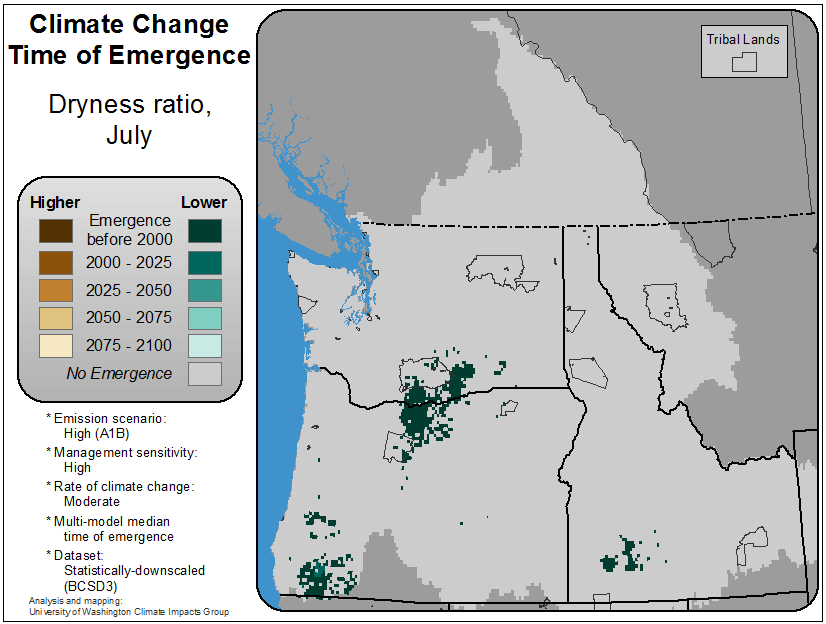 Climate Change
Time of Emergence
Dryness ratio,
July
Higher
Lower
Emergence
before 2000
2000 - 2025
2025 - 2050
2050 - 2075
2075 - 2100
No Emergence
* Emission scenario:
High (A1B)
* Management sensitivity:
High
* Rate of climate change:
Moderate
* Multi-model median
time of emergence
* Dataset:
Statistically-downscaled
(BCSD3)
Analysis and mapping:
University of Washington Climate Impacts Group
Tribal Lands